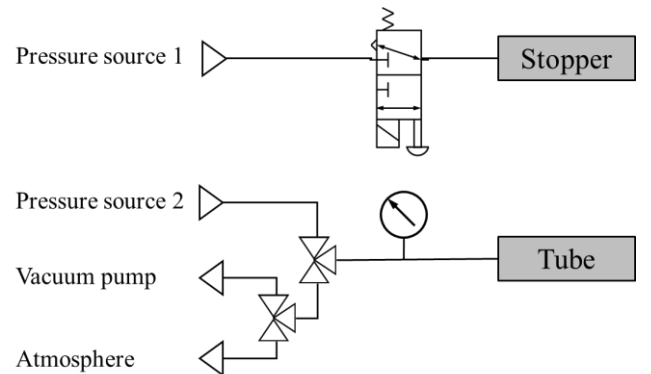 Pressure source 1
Stopper
Pressure source 2
Tube
Vacuum pump
Atmosphere